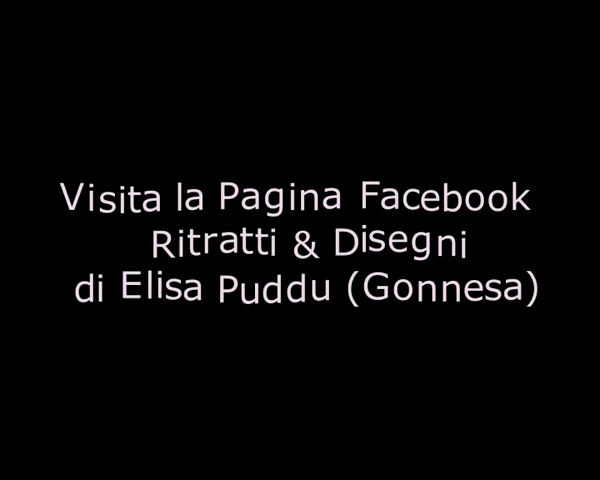 Visita la Pagina Facebook
Ritratti & Disegni
di Elisa Puddu (Gonnesa)